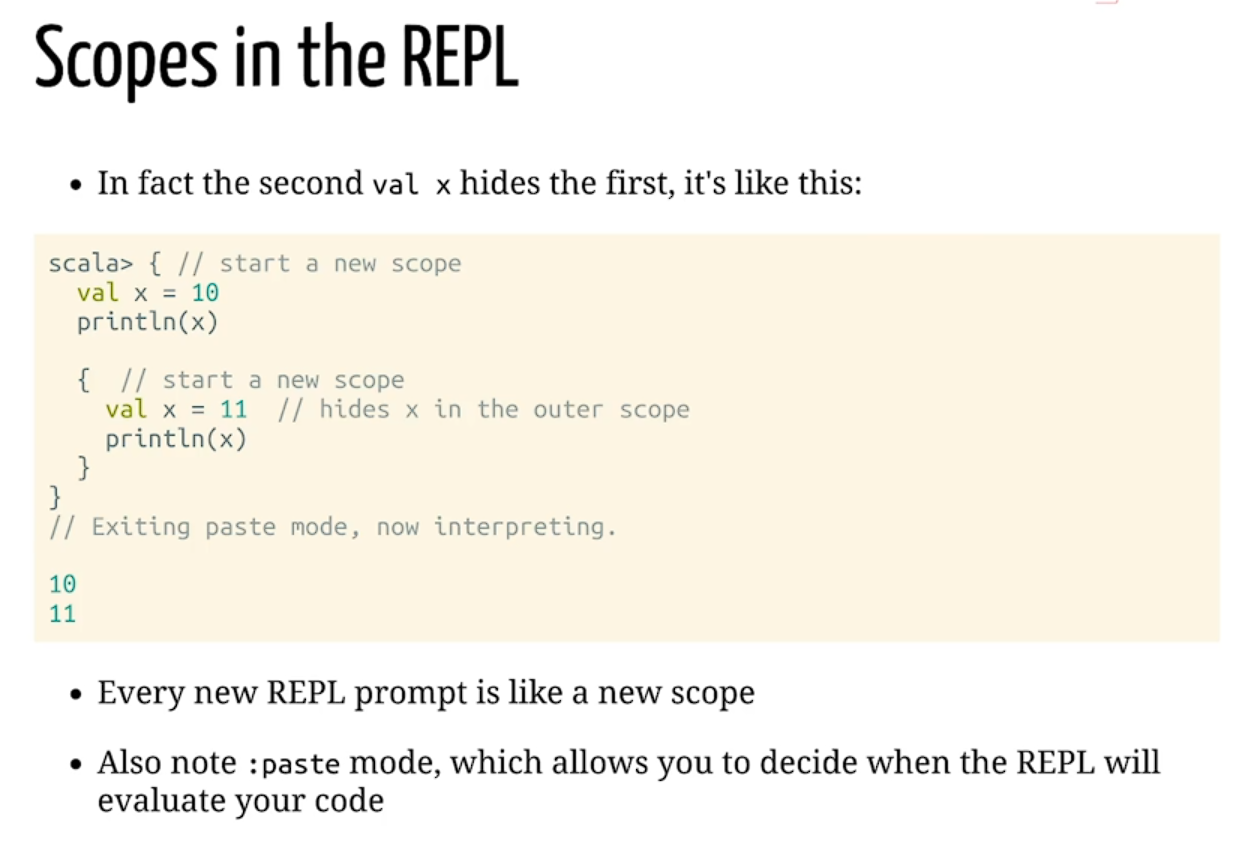 Scopes in the REPL
• In fact the second val x hides the first, it's like this:
scala> { // start a new scope
  val x = 10
  println(x)

  {  // start a new scope
    val x = 11  // hides x in the outer scope
    println(x)
  }
}
// Exiting paste mode, now interpreting.

10
11
• Every new REPL prompt is like a new scope
• Also note :paste mode, which allows you to decide when the REPL will
evaluate your code